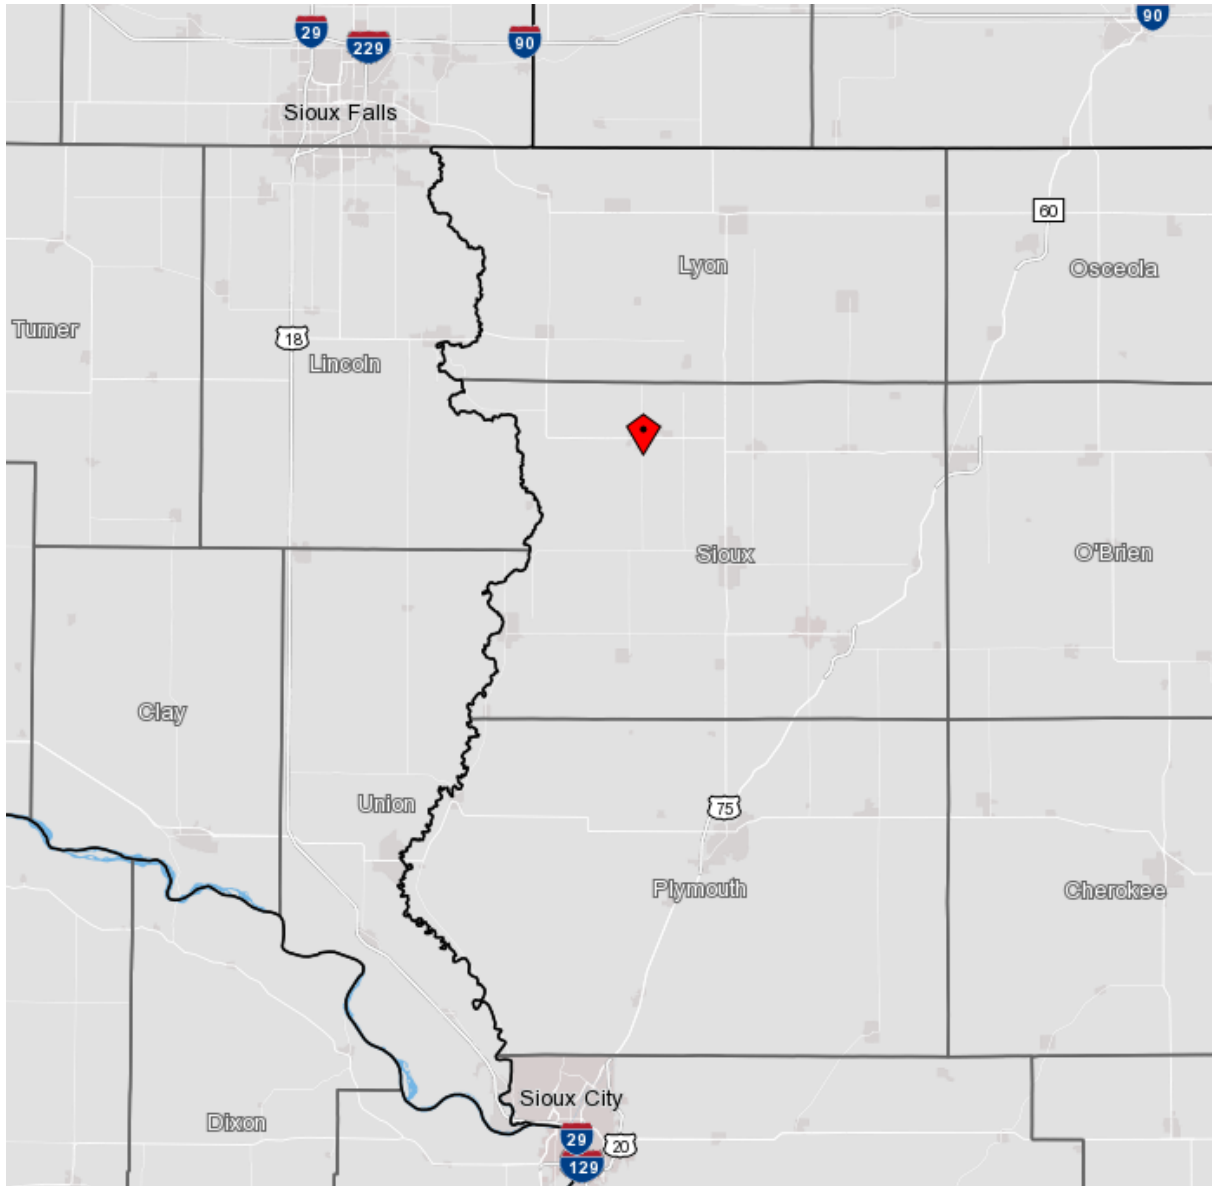 29
229
90
90
Sioux Falls
60
Lyon
Osceola
Turner
18
Lincoln
Sioux
O'Brien
Clay
Union
75
Plymouth
Cherokee
Sioux City
Dixon
29
20
129